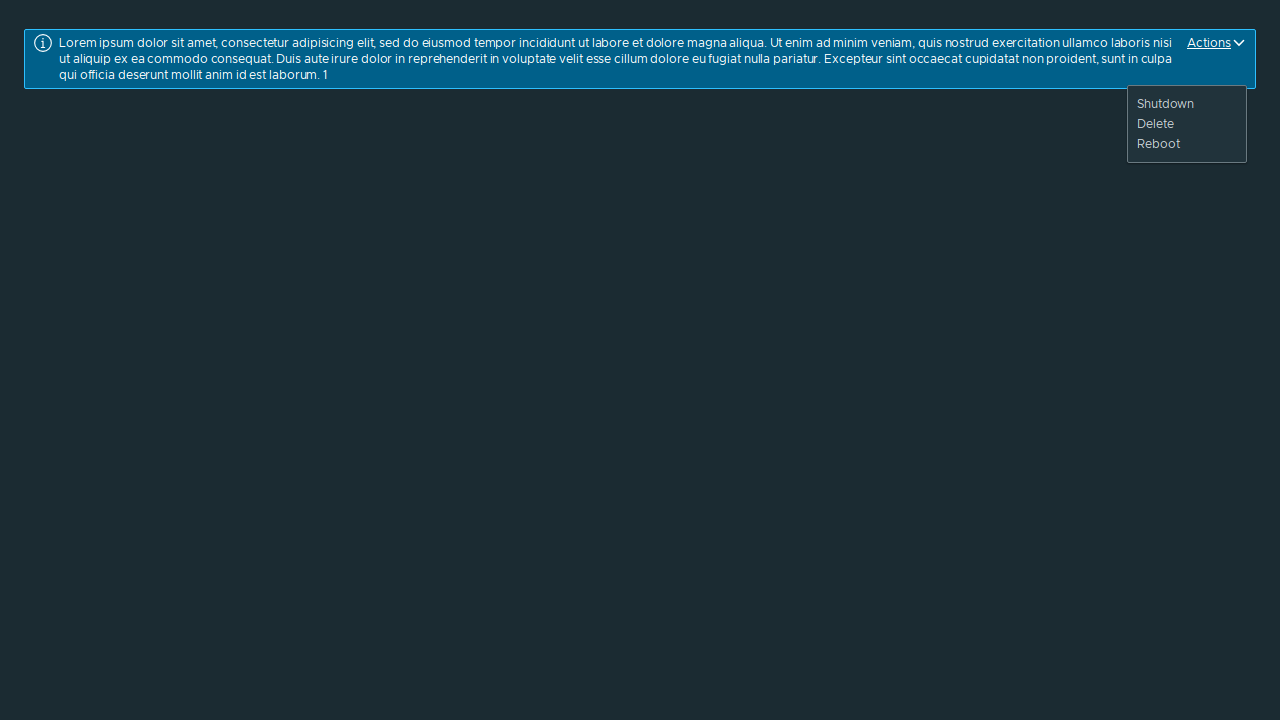 Lorem ipsum dolor sit amet, consectetur adipisicing elit, sed do eiusmod tempor incididunt ut labore et dolore magna aliqua. Ut enim ad minim veniam, quis nostrud exercitation ullamco laboris nisi
ut aliquip ex ea commodo consequat. Duis aute irure dolor in reprehenderit in voluptate velit esse cillum dolore eu fugiat nulla pariatur. Excepteur sint occaecat cupidatat non proident, sunt in culpa
qui officia deserunt mollit anim id est laborum. 1
Actions
Shutdown
Delete
Reboot